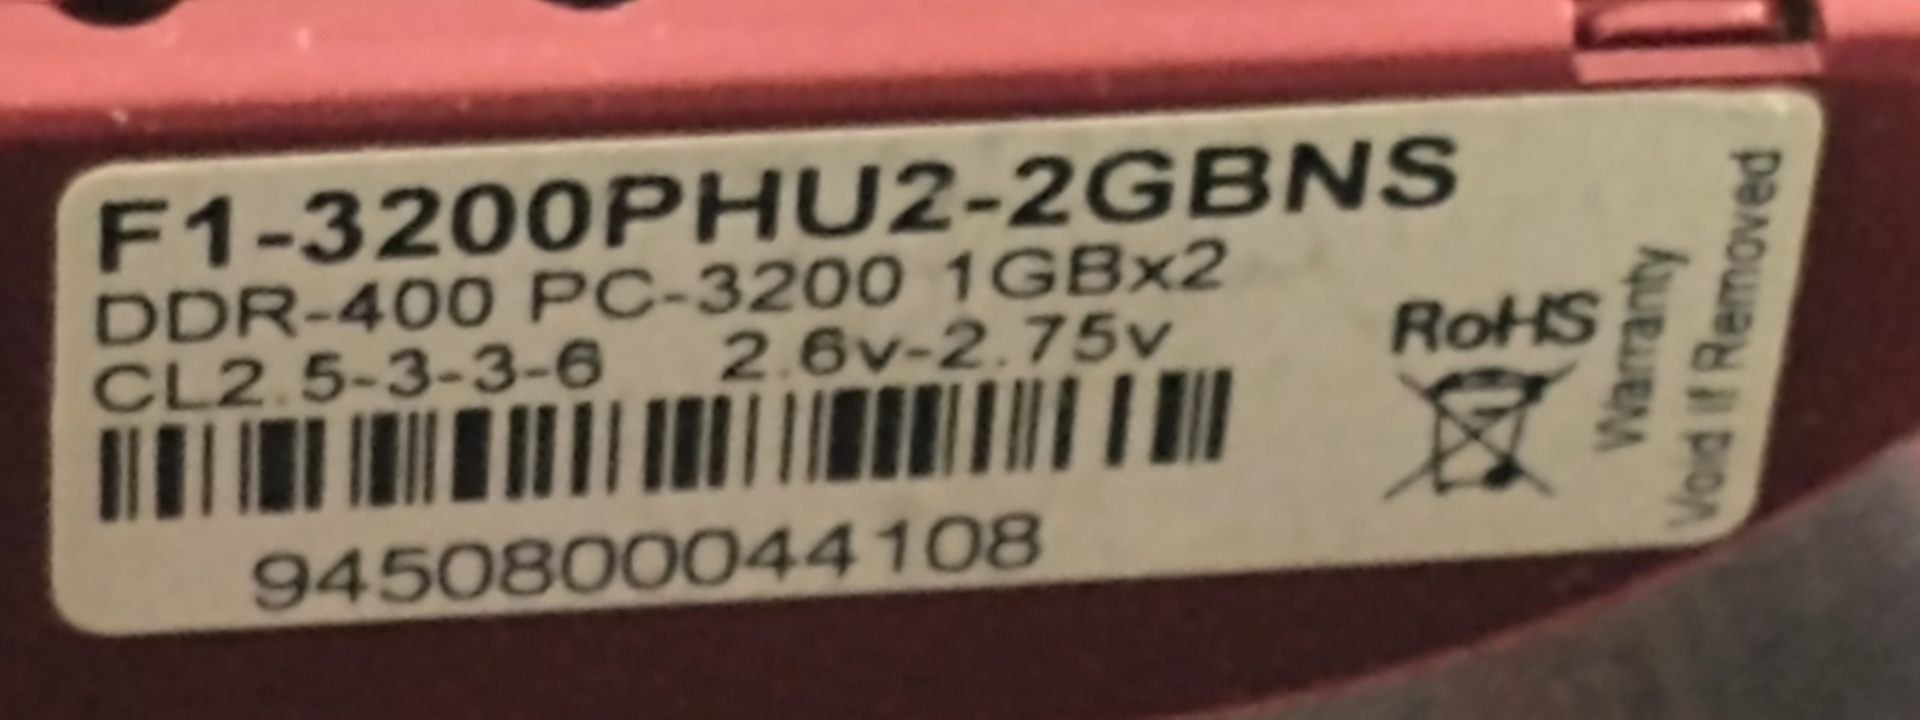 F1-3200PHU2-2GBNS
DDR-400 PC-3200 1GBx2
CL2.5-3-3-6 2.6v-2.75v
9450800044108
RoHS
Warranty
Void If Removed